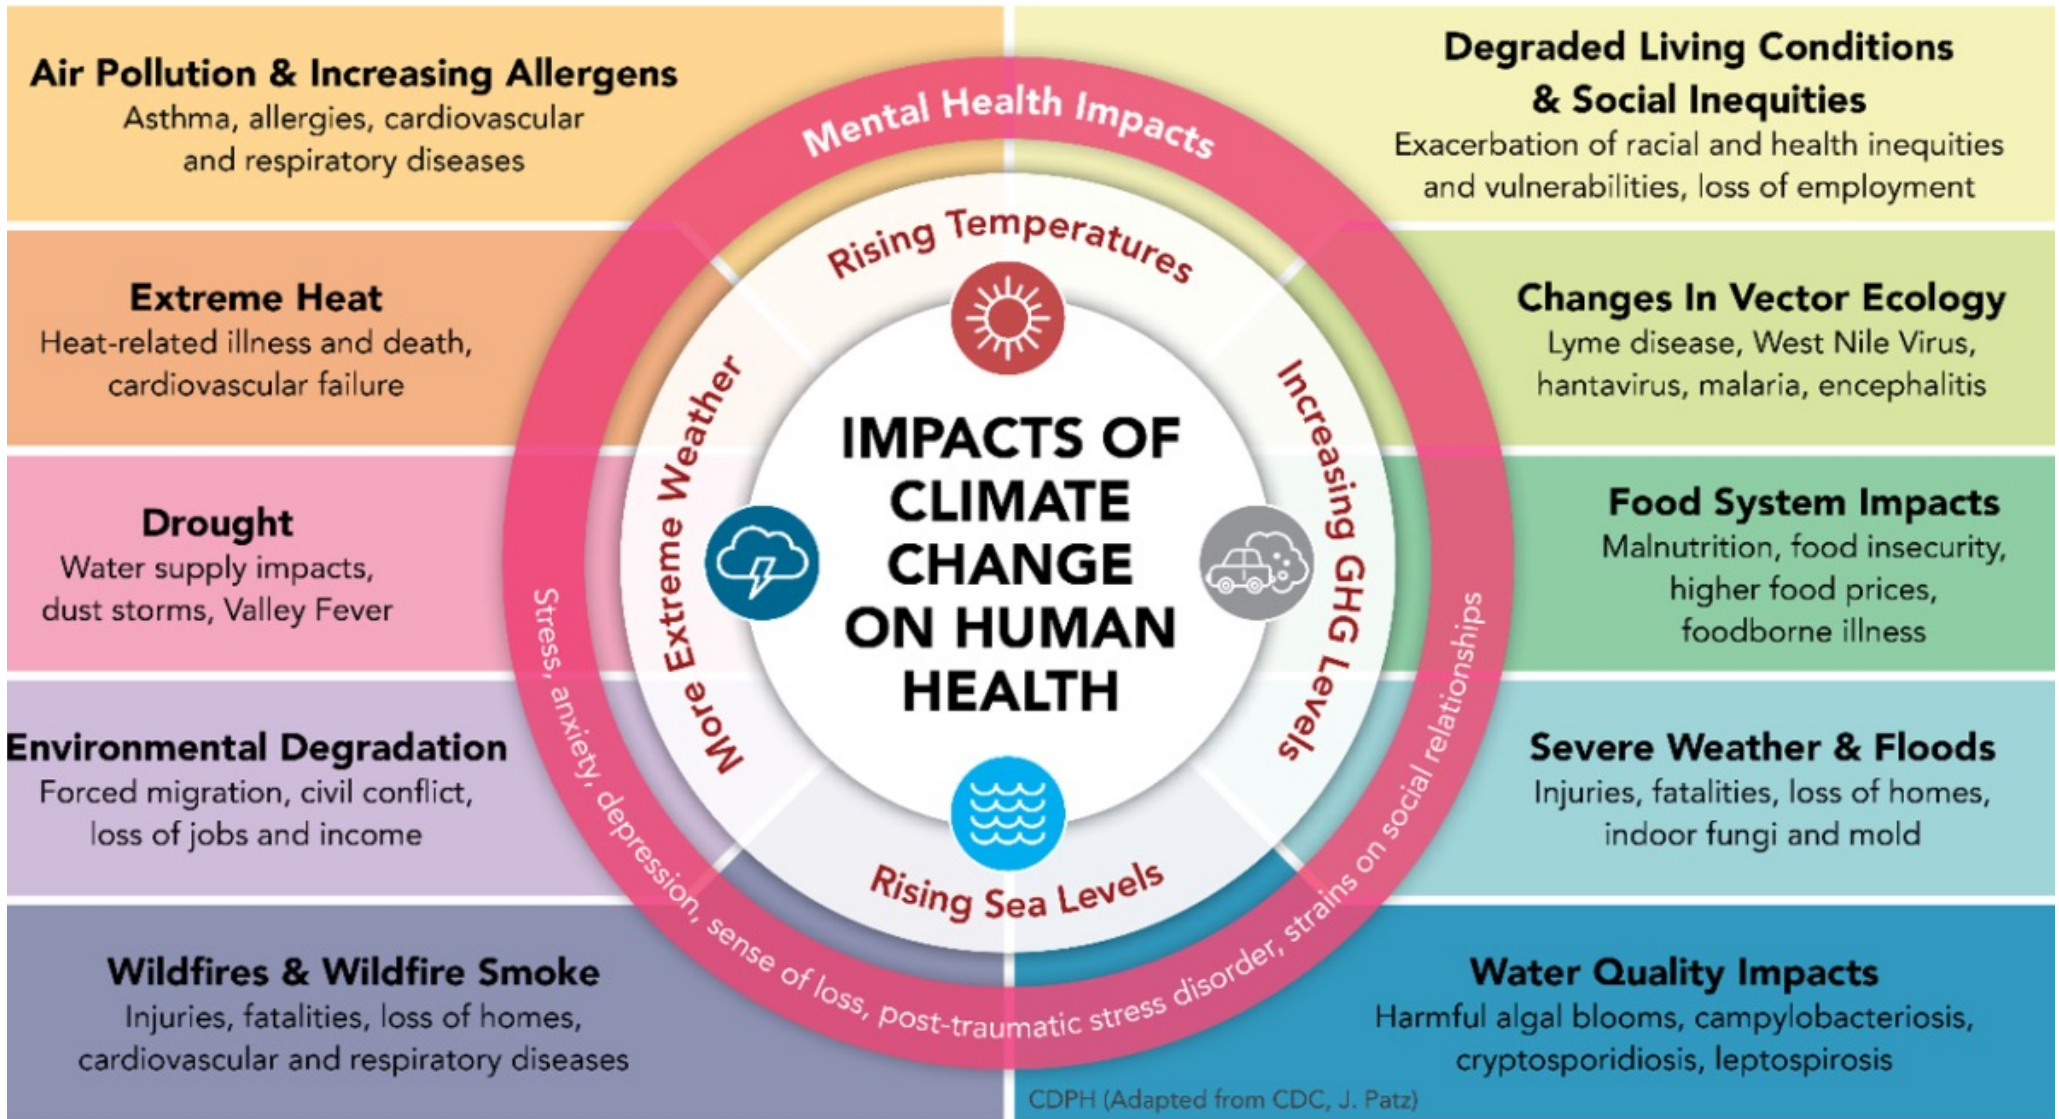 Air Pollution & Increasing Allergens
Asthma, allergies, cardiovascular
and respiratory diseases
Extreme Heat
Heat-related illness and death,
cardiovascular failure
Drought
Water supply impacts,
dust storms, Valley Fever
Environmental Degradation
Forced migration, civil conflict,
loss of jobs and income
Wildfires & Wildfire Smoke
Injuries, fatalities, loss of homes,
cardiovascular and respiratory diseases
Mental Health Impacts
Stress, anxiety, depression, sense of loss, post-traumatic stress disorder, strains on social relationships
Rising Temperatures
More Extreme Weather
Increasing GHG Levels
Rising Sea Levels
IMPACTS OF
CLIMATE
CHANGE
ON HUMAN
HEALTH
Degraded Living Conditions
& Social Inequities
Exacerbation of racial and health inequities
and vulnerabilities, loss of employment
Changes In Vector Ecology
Lyme disease, West Nile Virus,
hantavirus, malaria, encephalitis
Food System Impacts
Malnutrition, food insecurity,
higher food prices,
foodborne illness
Severe Weather & Floods
Injuries, fatalities, loss of homes,
indoor fungi and mold
Water Quality Impacts
Harmful algal blooms, campylobacteriosis,
cryptosporidiosis, leptospirosis
CDPH (Adapted from CDC, J. Patz)